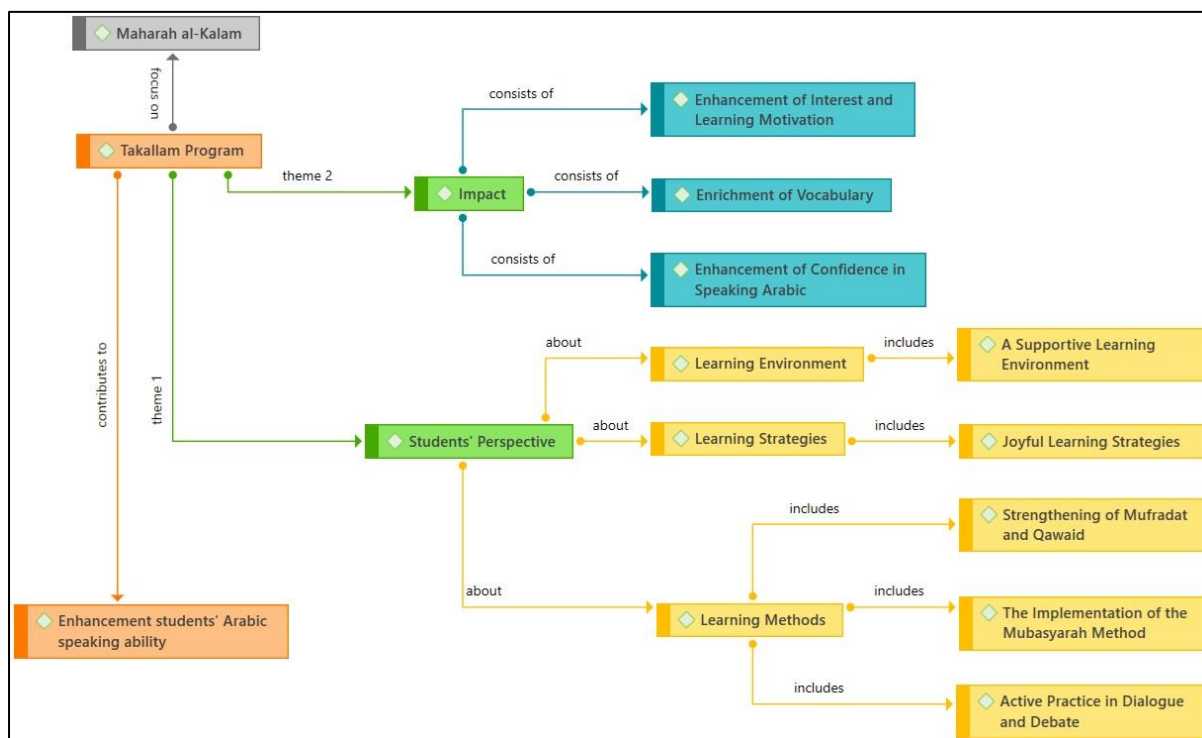 Maharah al-Kalam
focus on
Takallam Program
theme 2
Impact
consists of
Enhancement of Interest and
Learning Motivation
consists of
Enrichment of Vocabulary
consists of
Enhancement of Confidence in
Speaking Arabic
contributes to
theme 1
Students' Perspective
about
Learning Environment
includes
A Supportive Learning
Environment
about
Learning Strategies
includes
Joyful Learning Strategies
about
Learning Methods
includes
Strengthening of Mufradat
and Qawaid
includes
The Implementation of the
Mubasyarah Method
includes
Active Practice in Dialogue
and Debate
Enhancement students' Arabic
speaking ability